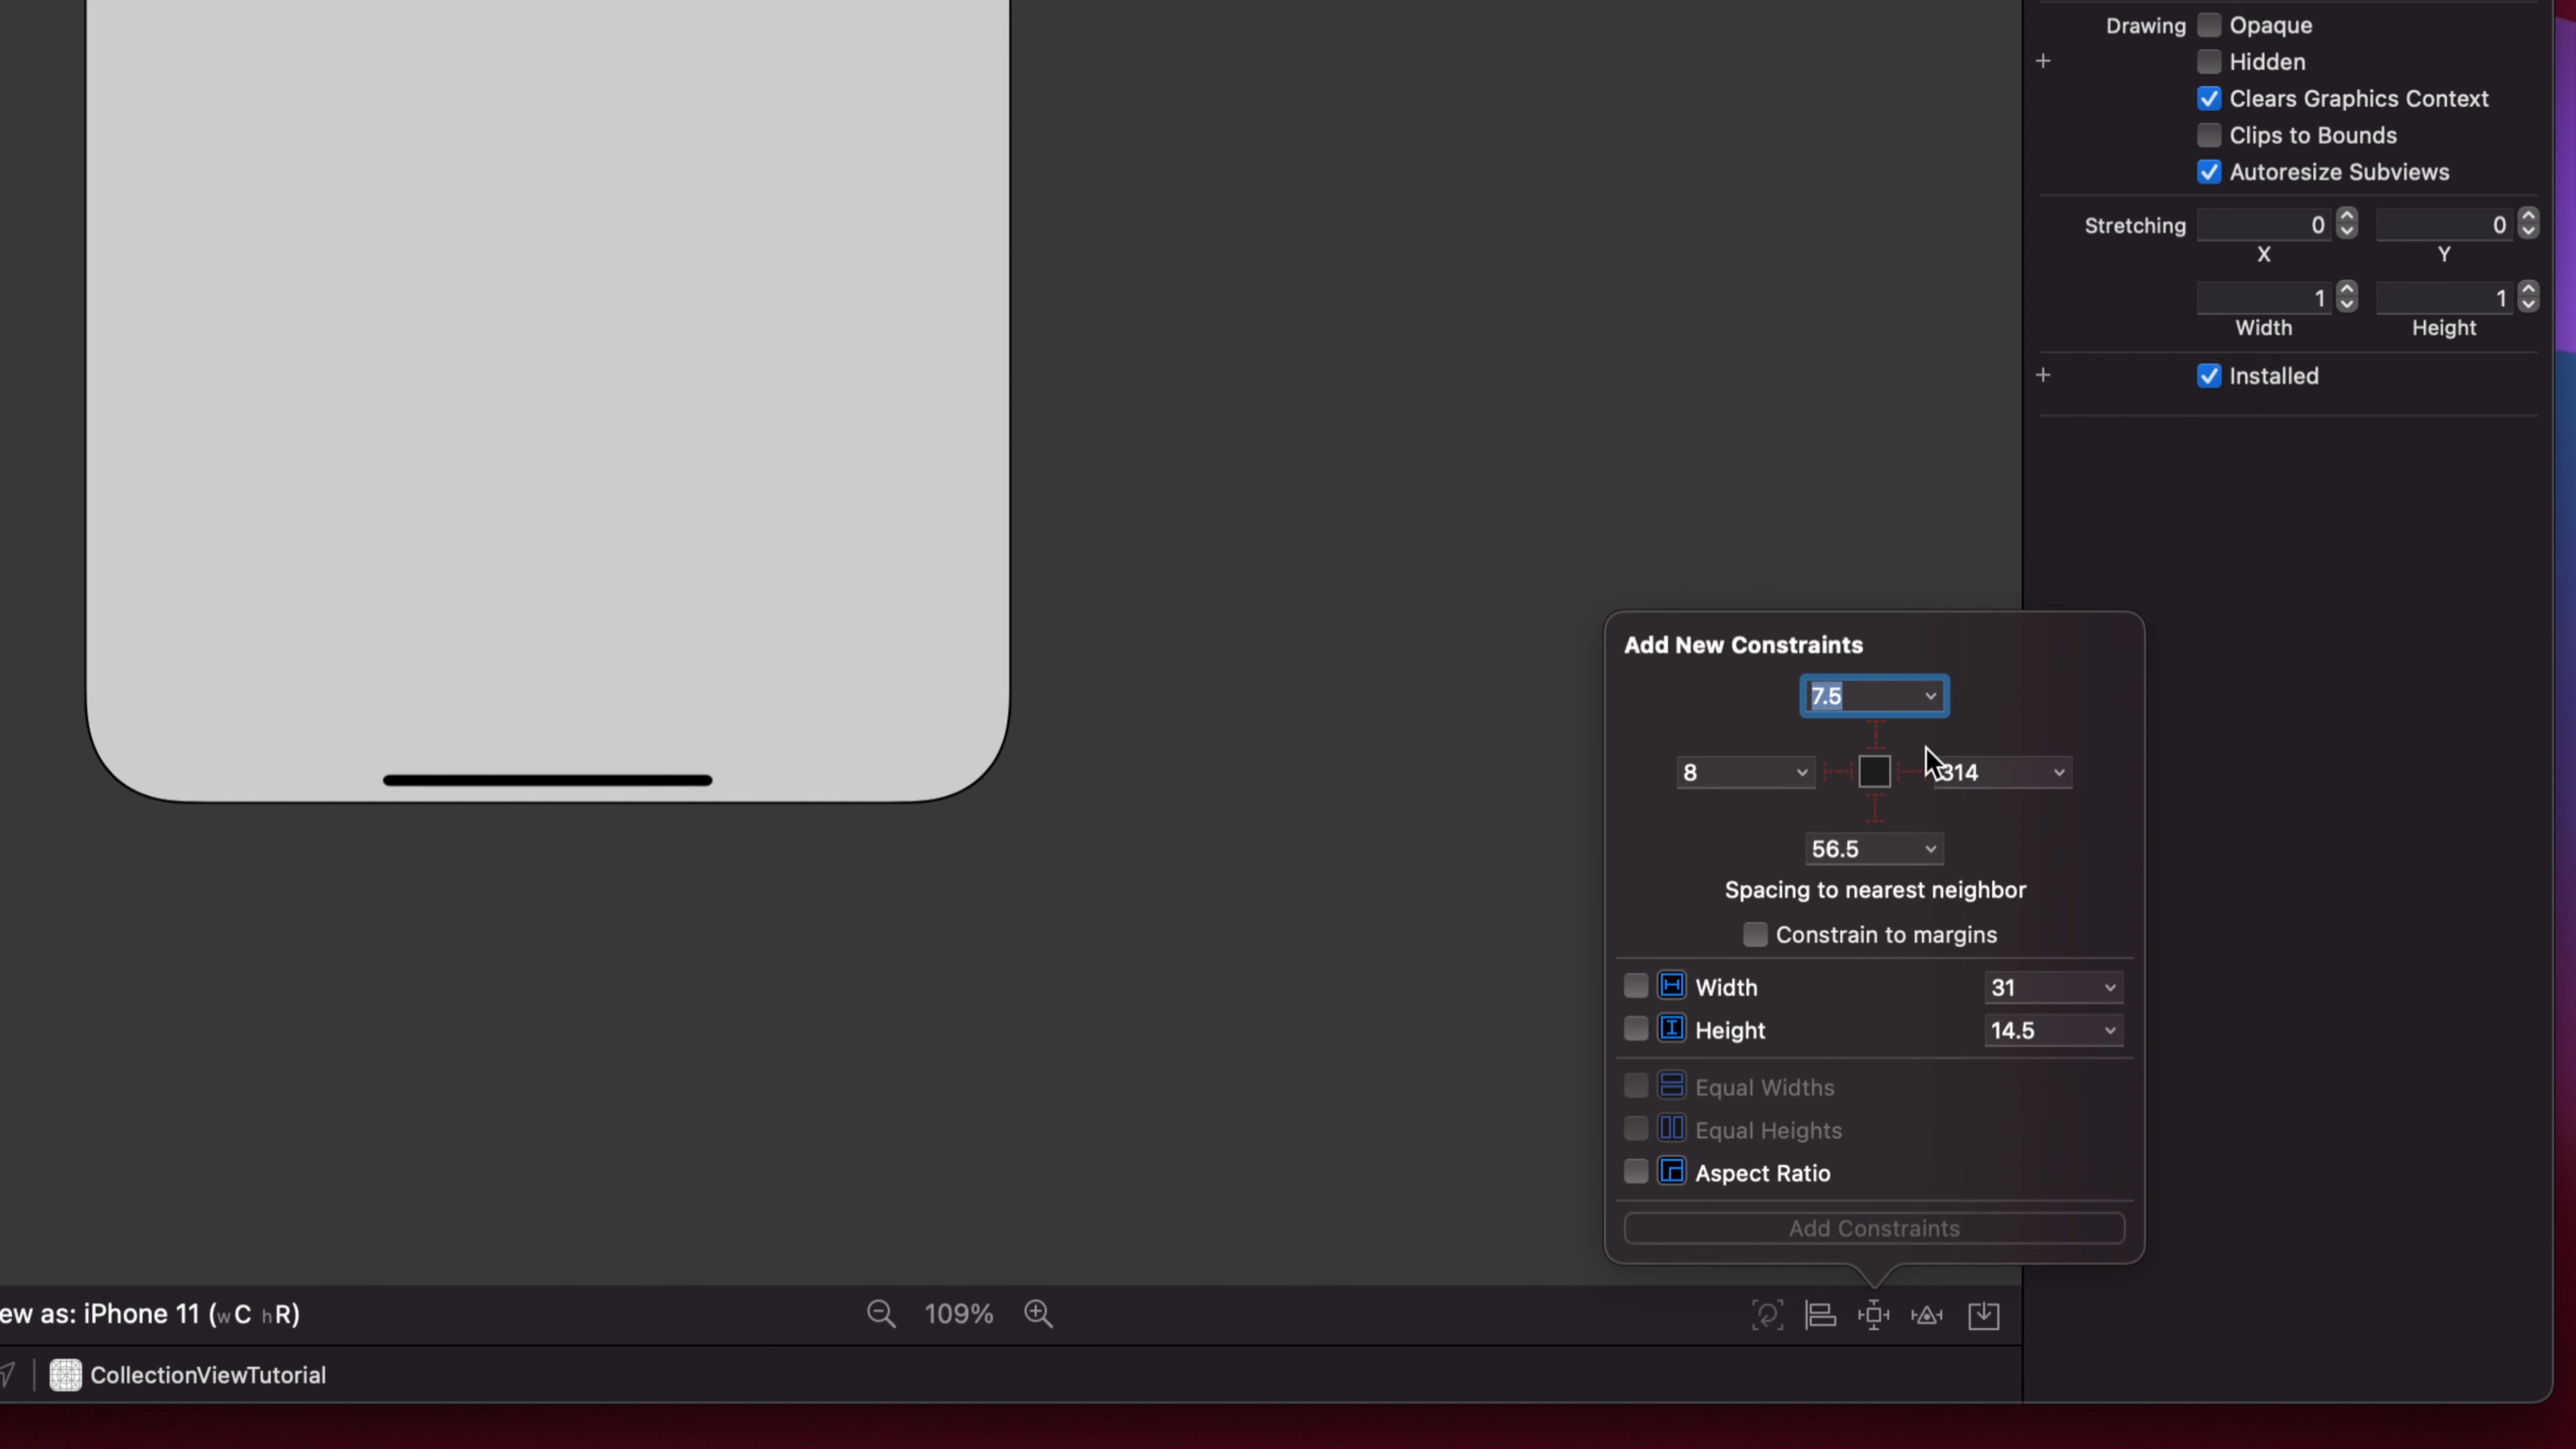 Drawing Opaque
+ Hidden
Clears Graphics Context
Clips to Bounds
Autoresize Subviews
Stretching 0 0
X Y
1 1
Width Height
+ Installed
Add New Constraints
7.5
8 314
56.5
Spacing to nearest neighbor
Constrain to margins
Width 31
Height 14.5
Equal Widths
Equal Heights
Aspect Ratio
Add Constraints
ew as: iPhone 11 (wC hR) 109%
CollectionViewTutorial